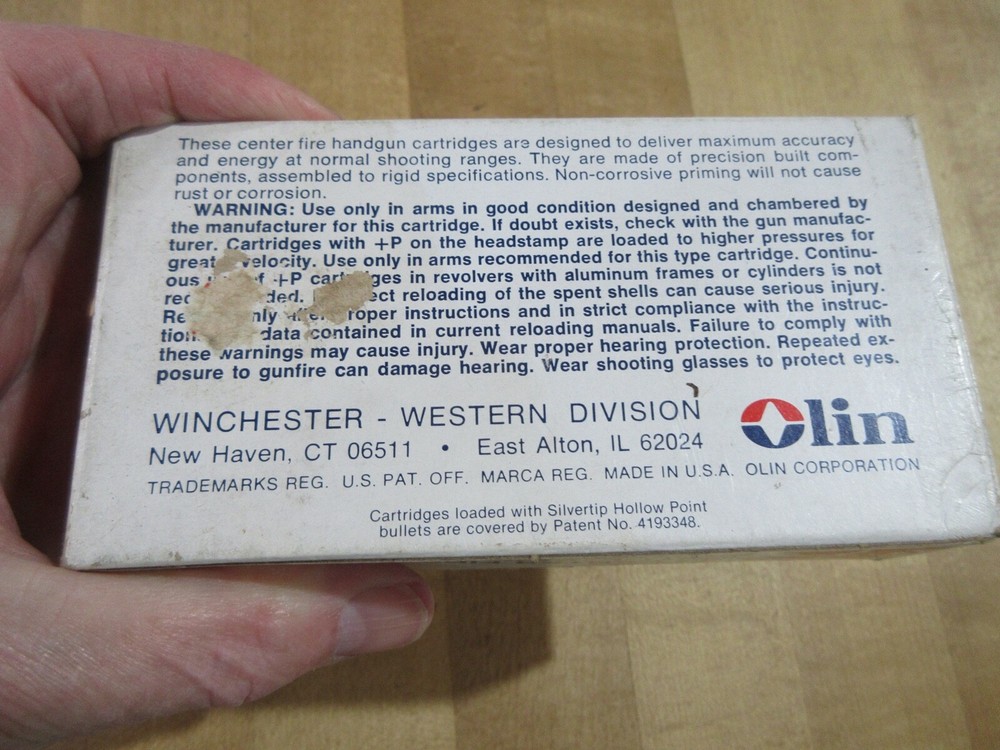 These center fire handgun cartridges are designed to deliver maximum accuracy
and energy at normal shooting ranges. They are made of precision built com-
ponents, assembled to rigid specifications. Non-corrosive priming will not cause
rust or corrosion.
WARNING: Use only in arms in good condition designed and chambered by
the manufacturer for this cartridge. If doubt exists, check with the gun manufac-
turer. Cartridges with +P on the headstamp are loaded to higher pressures for
velocity. Use only in arms recommended for this type cartridge. Continu-
ous +P in revolvers with aluminum frames or cylinders is not
reloading of the spent shells can cause serious injury.
instructions and in strict compliance with the instruc-
data contained in current reloading manuals. Failure to comply with
these warnings may cause injury. Wear proper hearing protection. Repeated ex-
posure to gunfire can damage hearing. Wear shooting glasses to protect eyes.
WINCHESTER - WESTERN DIVISION
Olin
New Haven, CT 06511 • East Alton, IL 62024
TRADEMARKS REG. U.S. PAT. OFF. MARCA REG. MADE IN U.S.A. OLIN CORPORATION
Cartridges loaded with Silvertip Hollow Point
bullets are covered by Patent No. 4193348.